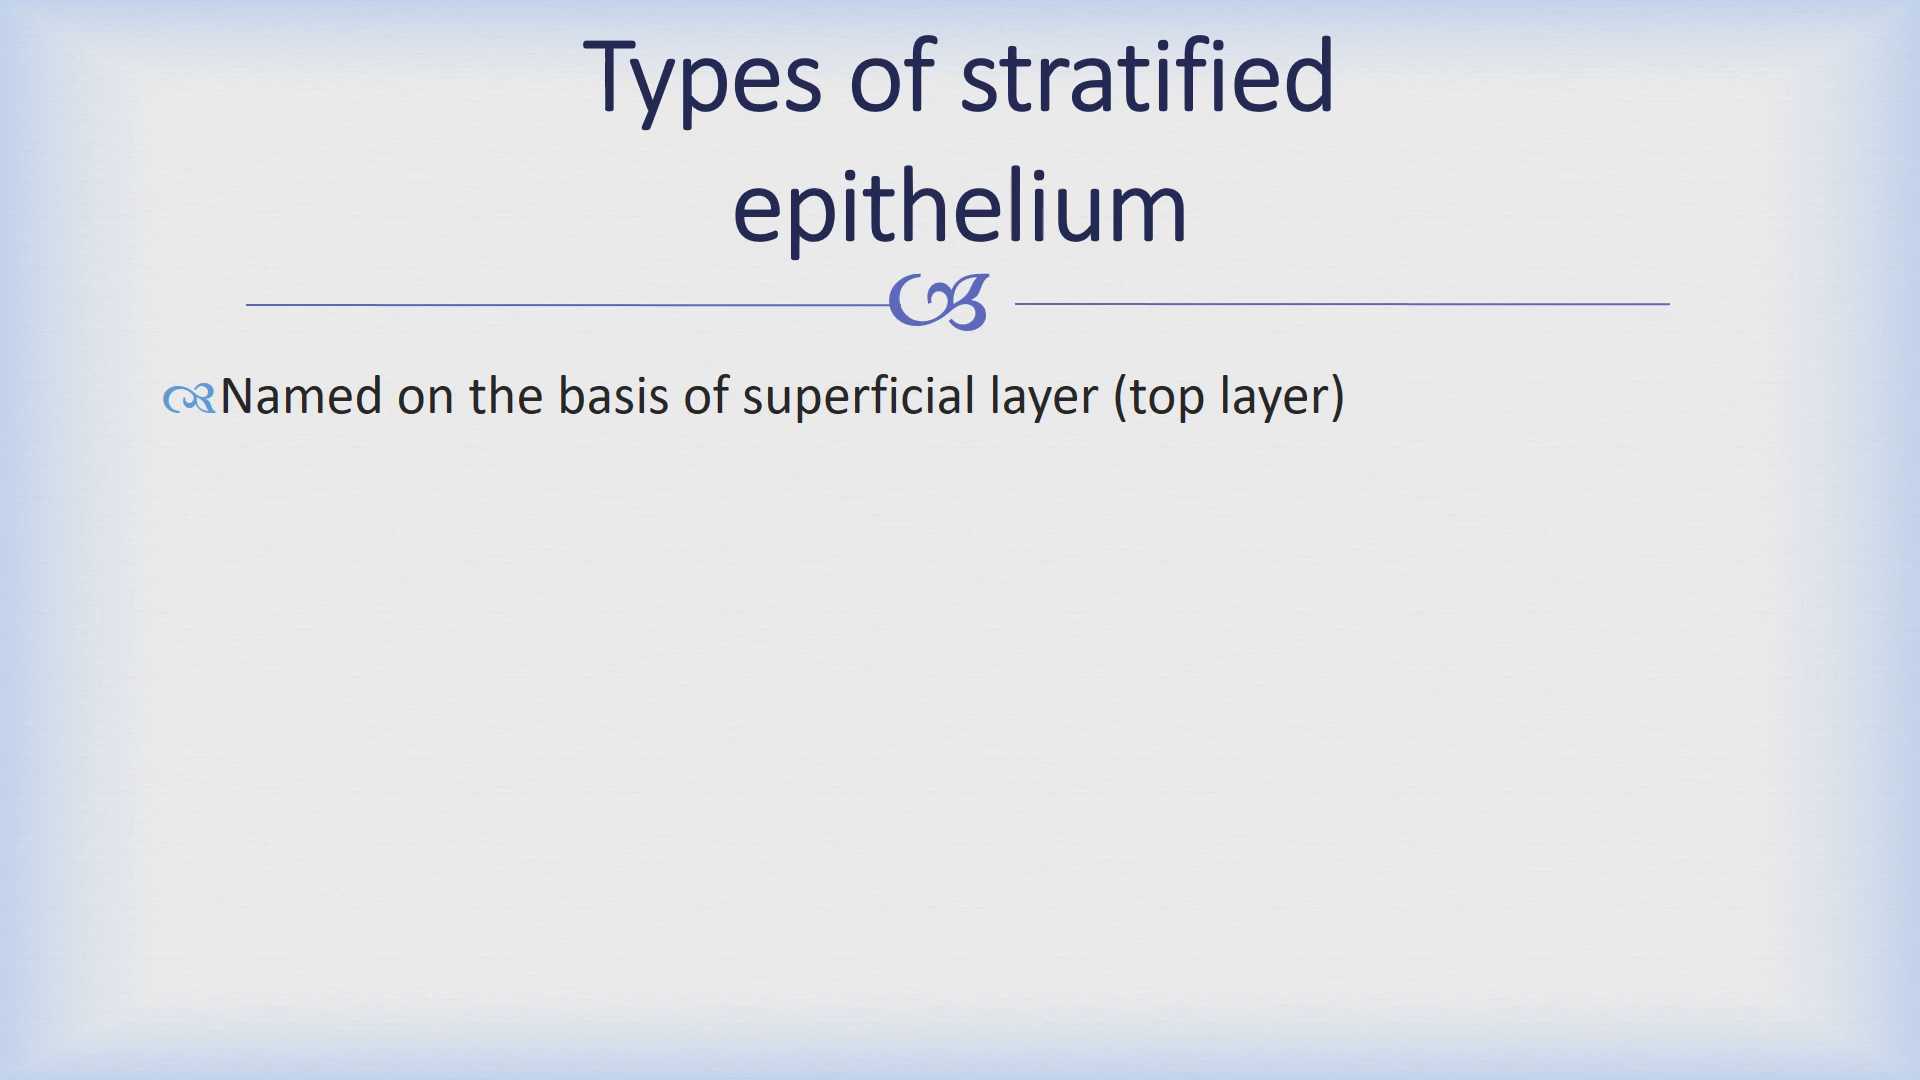 Types of stratified
epithelium
Named on the basis of superficial layer (top layer)